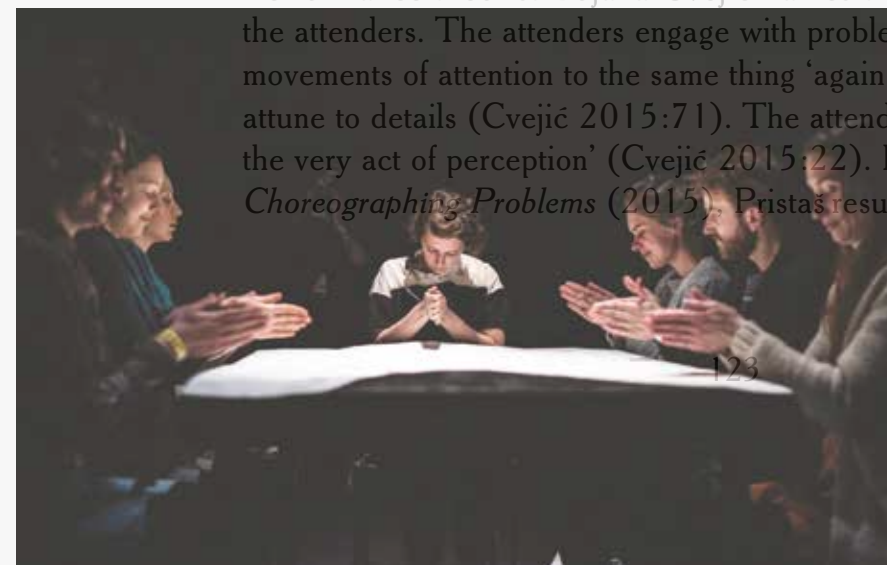 the attenders. The attenders engage with proble
movements of attention to the same thing ‘again
attune to details (Cvejić 2015:71). The attend
the very act of perception’ (Cvejić 2015:22).
Choreographing Problems (2015). Pristaš resu
123